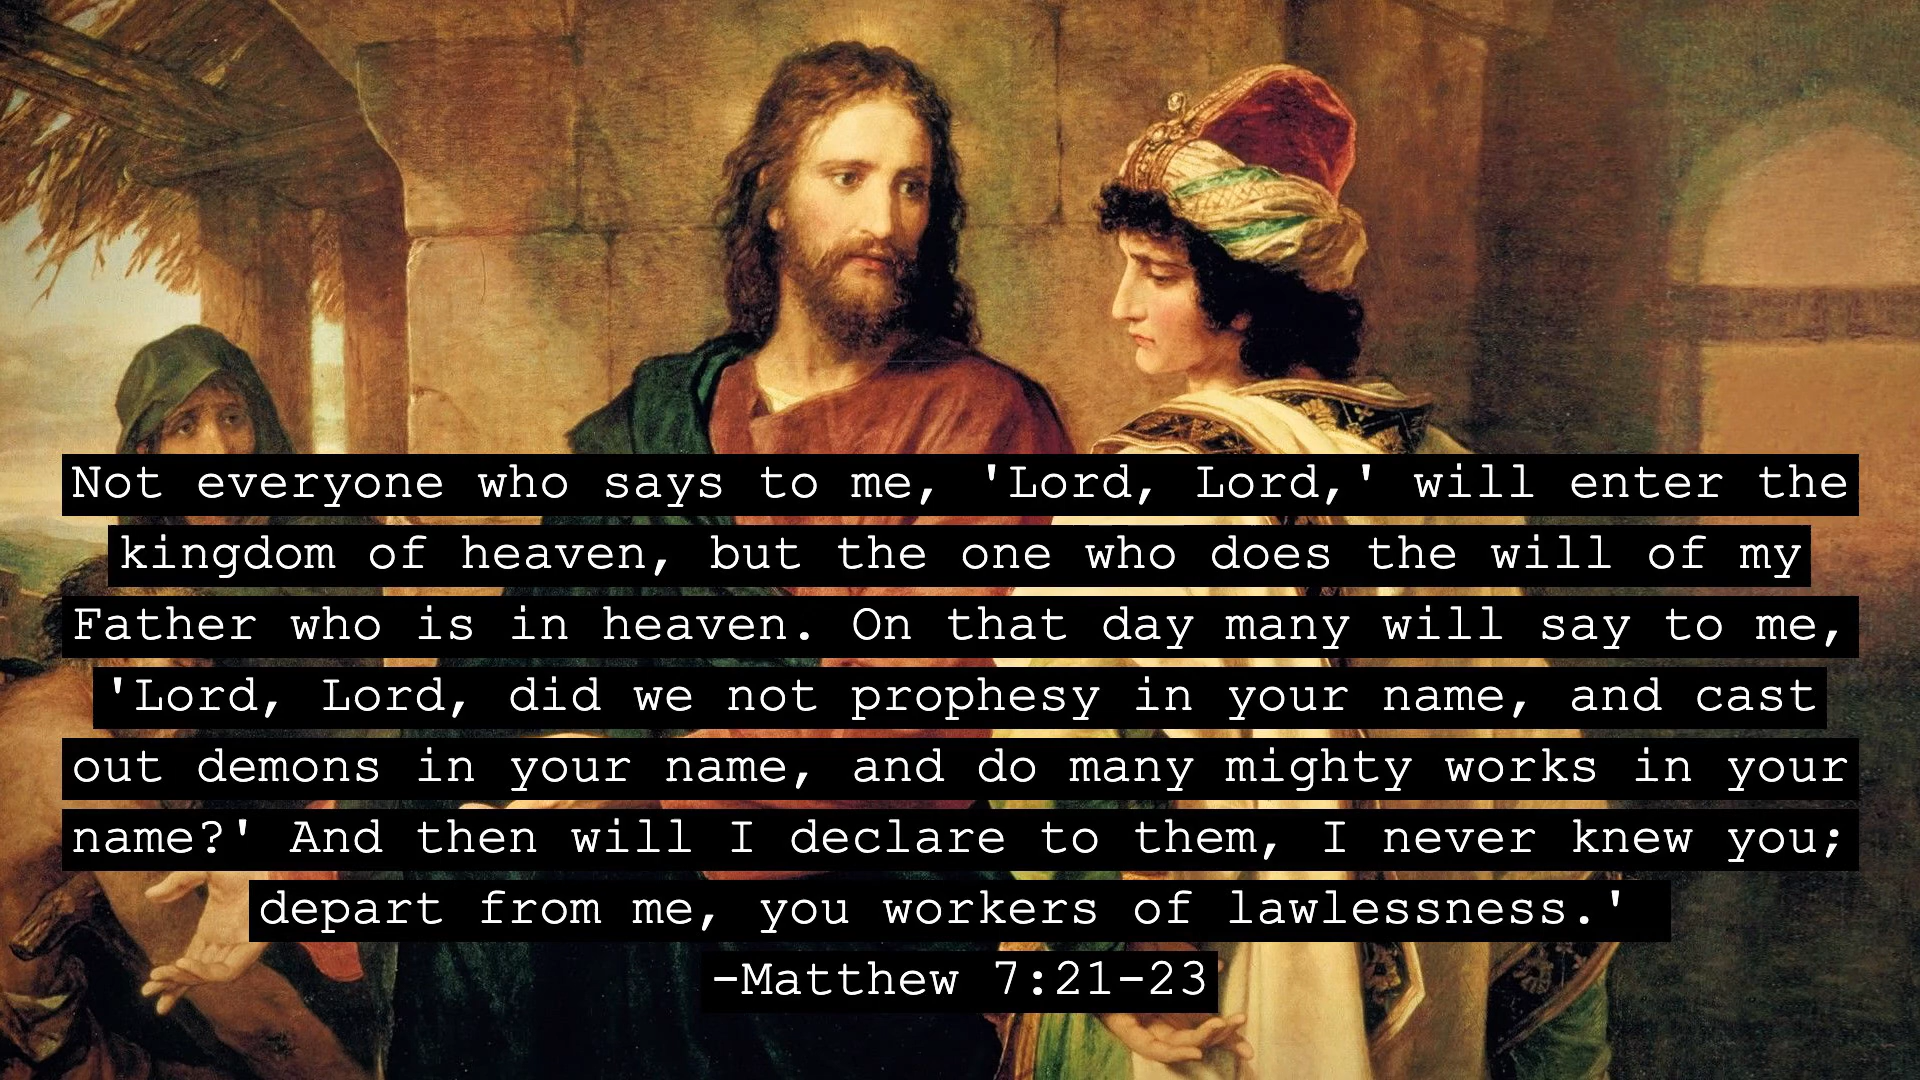 Not everyone who says to me, 'Lord, Lord,' will enter the
kingdom of heaven, but the one who does the will of my
Father who is in heaven. On that day many will say to me,
'Lord, Lord, did we not prophesy in your name, and cast
out demons in your name, and do many mighty works in your
name?' And then will I declare to them, I never knew you;
depart from me, you workers of lawlessness.'
-Matthew 7:21-23